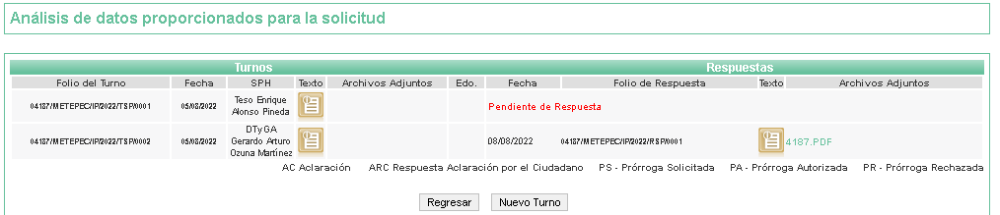 Análisis de datos proporcionados para la solicitud
Turnos Respuestas
Folio del Turno Fecha SPH Texto Archivos Adjuntos Edo. Fecha Folio de Respuesta Texto Archivos Adjuntos
04187/METEPEC/IP/2022/TSP/0001 05/08/2022 Teso Enrique Alonso Pineda Pendiente de Respuesta
04187/METEPEC/IP/2022/TSP/0002 05/08/2022 DTyGA Gerardo Arturo Ozuna Martínez 08/08/2022 04187/METEPEC/IP/2022/RSP/0001 4187.PDF
AC Aclaración ARC Respuesta Aclaración por el Ciudadano PS - Prórroga Solicitada PA - Prórroga Autorizada PR - Prórroga Rechazada
Regresar Nuevo Turno